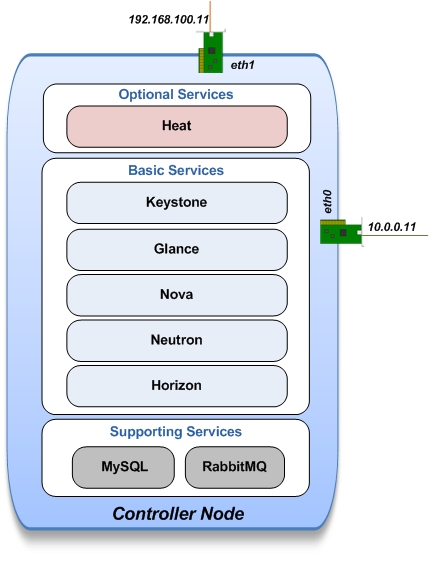 192.168.100.11
eth1
Optional Services
Heat
Basic Services
Keystone
eth0
Glance
10.0.0.11
Nova
Neutron
Horizon
Supporting Services
MySQL
RabbitMQ
Controller Node